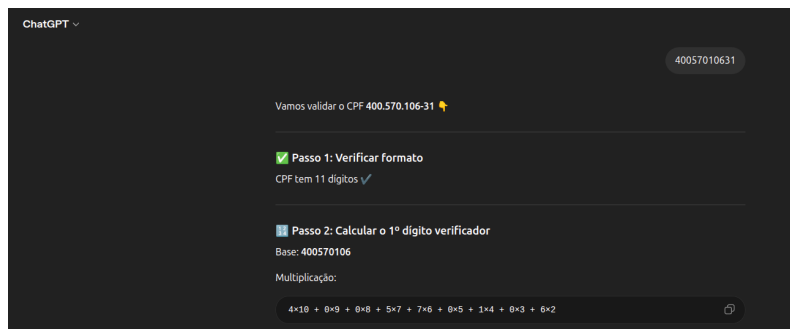 ChatGPT
40057010631
Vamos validar o CPF 400.570.106-31 👇
✅ Passo 1: Verificar formato
CPF tem 11 dígitos ✔️
🔢 Passo 2: Calcular o 1º dígito verificador
Base: 400570106
Multiplicação:
4×10 + 0×9 + 0×8 + 5×7 + 7×6 + 0×5 + 1×4 + 0×3 + 6×2